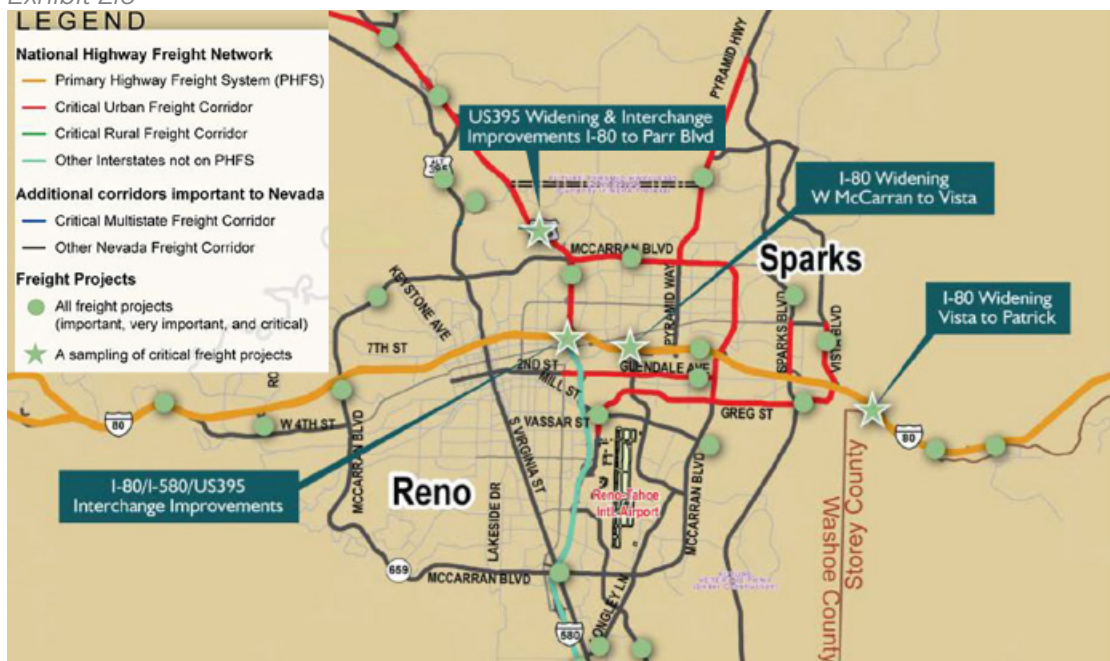 LEGEND
National Highway Freight Network
Primary Highway Freight System (PHFS)
Critical Urban Freight Corridor
Critical Rural Freight Corridor
Other Interstates not on PHFS
Additional corridors important to Nevada
Critical Multistate Freight Corridor
Other Nevada Freight Corridor
Freight Projects
All freight projects
(important, very important, and critical)
A sampling of critical freight projects
PYRAMID HWY
US395 Widening & Interchange
Improvements I-80 to Parr Blvd
ALT
395
I-80 Widening
W McCarran to Vista
MCCARRAN BLVD
Sparks
KEYSTONE AVE
PYRAMID WAY
I-80 Widening
Vista to Patrick
SPARKS BLVD
VISTA BLVD
7TH ST
2ND ST
GLENDALE AVE
MILL ST
GREG ST
VASSAR ST
W 4TH ST
80
80
MCCARRAN BLVD
S VIRGINIA ST
I-80/I-580/US395
Interchange Improvements
Reno
LAKESIDE DR
Reno-Tahoe
Intl. Airport
MCCARRAN BLVD
Storey County
Washoe County
659
MCCARRAN BLVD
ONGLEY LN
580